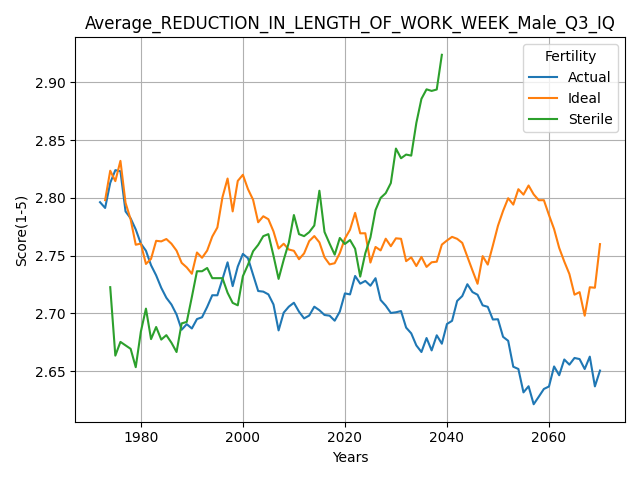 Average_REDUCTION_IN_LENGTH_OF_WORK_WEEK_Male_Q3_IQ
Fertility
Actual
Ideal
Sterile
Score(1-5)
2.90
2.85
2.80
2.75
2.70
2.65
1980 2000 2020 2040 2060
Years